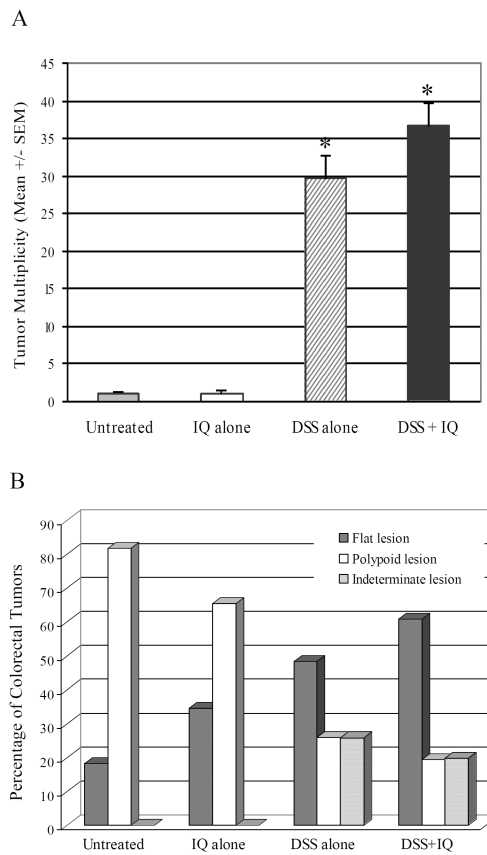 A
Tumor Multiplicity (Mean +/- SEM)
45
40
35
30
25
20
15
10
5
0
*
*
Untreated
IQ alone
DSS alone
DSS + IQ
B
Percentage of Colorectal Tumors
90
80
70
60
50
40
30
20
10
0
Flat lesion
Polypoid lesion
Indeterminate lesion
Untreated
IQ alone
DSS alone
DSS+IQ